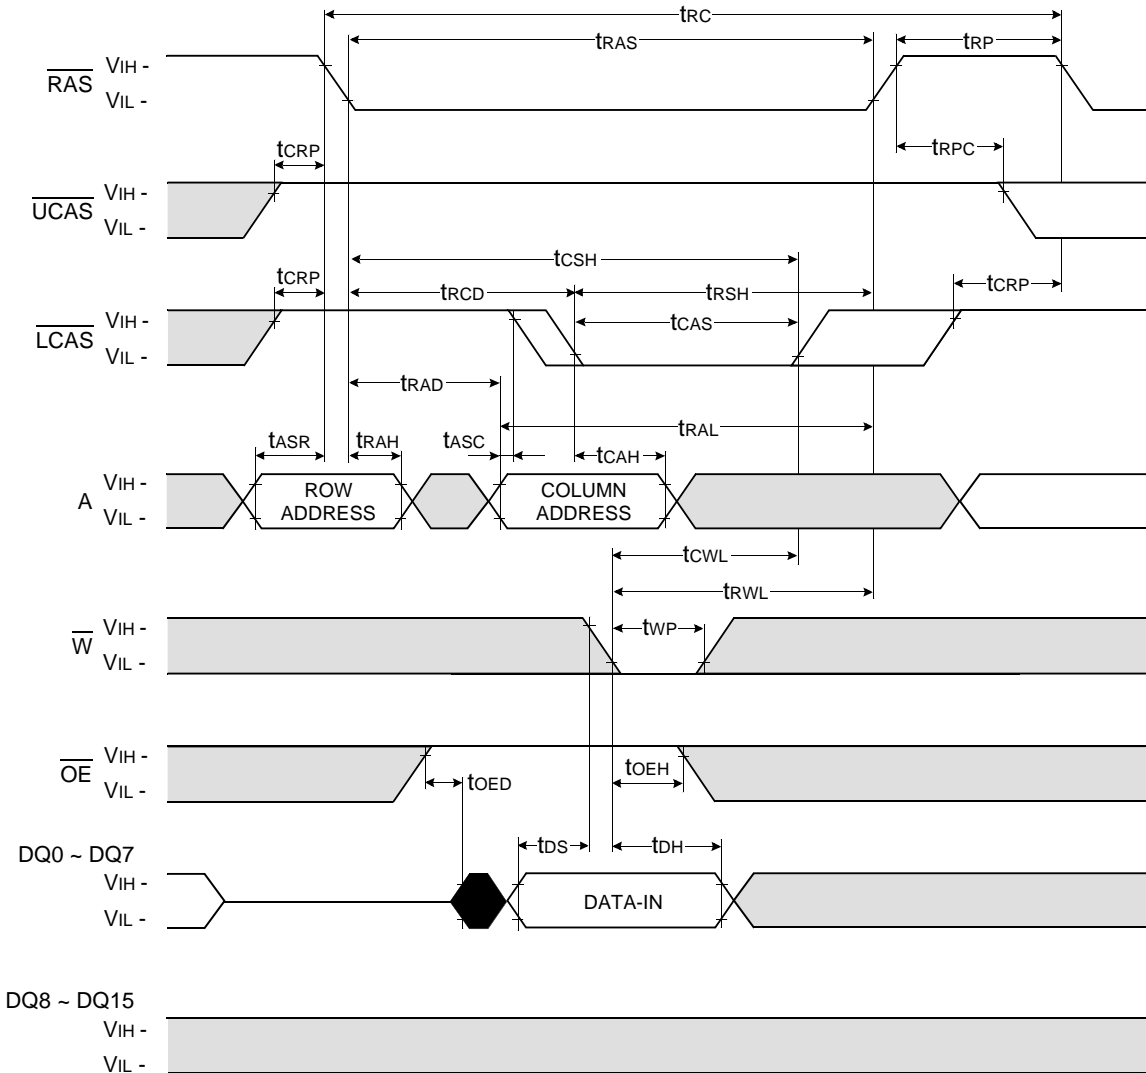 tRC
tRAS
tRP
RAS
VIH -
VIL -
tCRP
tRPC
UCAS
VIH -
VIL -
tCSH
tCRP
tRCD
tRSH
tCRP
LCAS
VIH -
VIL -
tCAS
tRAD
tRAL
tASR
tRAH
tASC
tCAH
A
VIH -
VIL -
ROW
ADDRESS
COLUMN
ADDRESS
tCWL
tRWL
W
VIH -
VIL -
tWP
OE
VIH -
VIL -
tOED
tOEH
DQ0 ~ DQ7
VIH -
VIL -
tDS
tDH
DATA-IN
DQ8 ~ DQ15
VIH -
VIL -